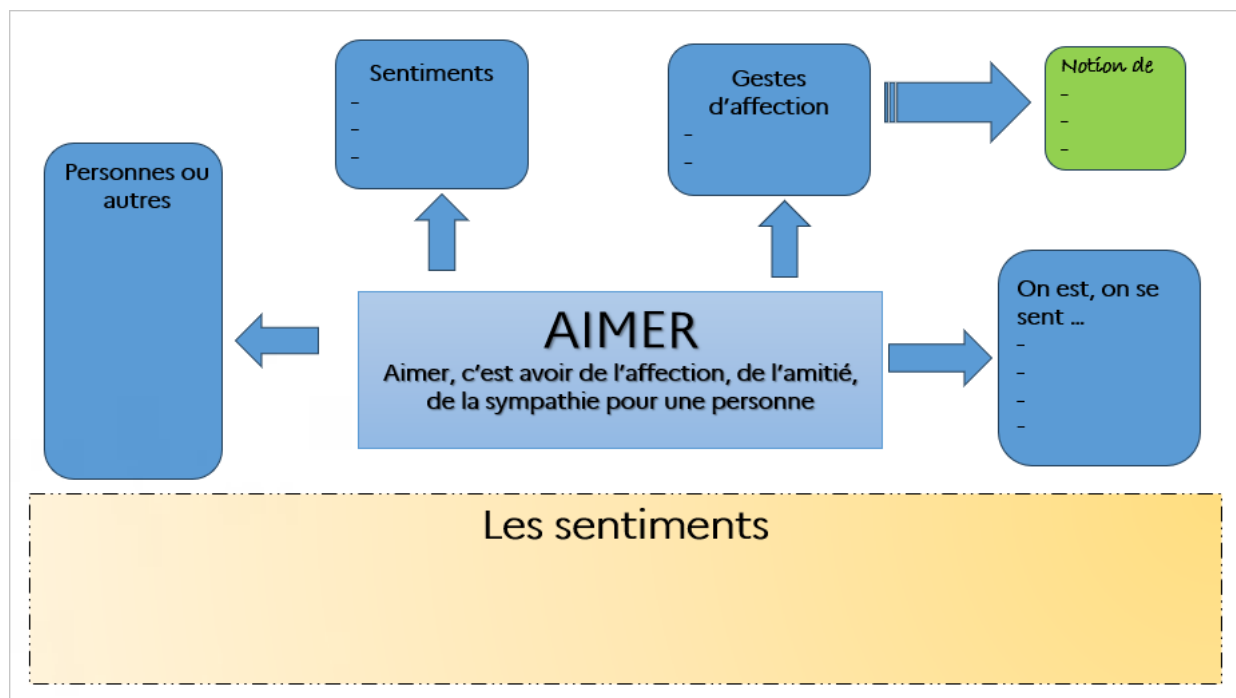 Sentiments
-
-
-
Gestes
d'affection
-
-
Notion de
-
-
-
Personnes ou
autres
AIMER
Aimer, c'est avoir de l'affection, de l'amitié,
de la sympathie pour une personne
On est, on se
sent ...
-
-
-
-
Les sentiments